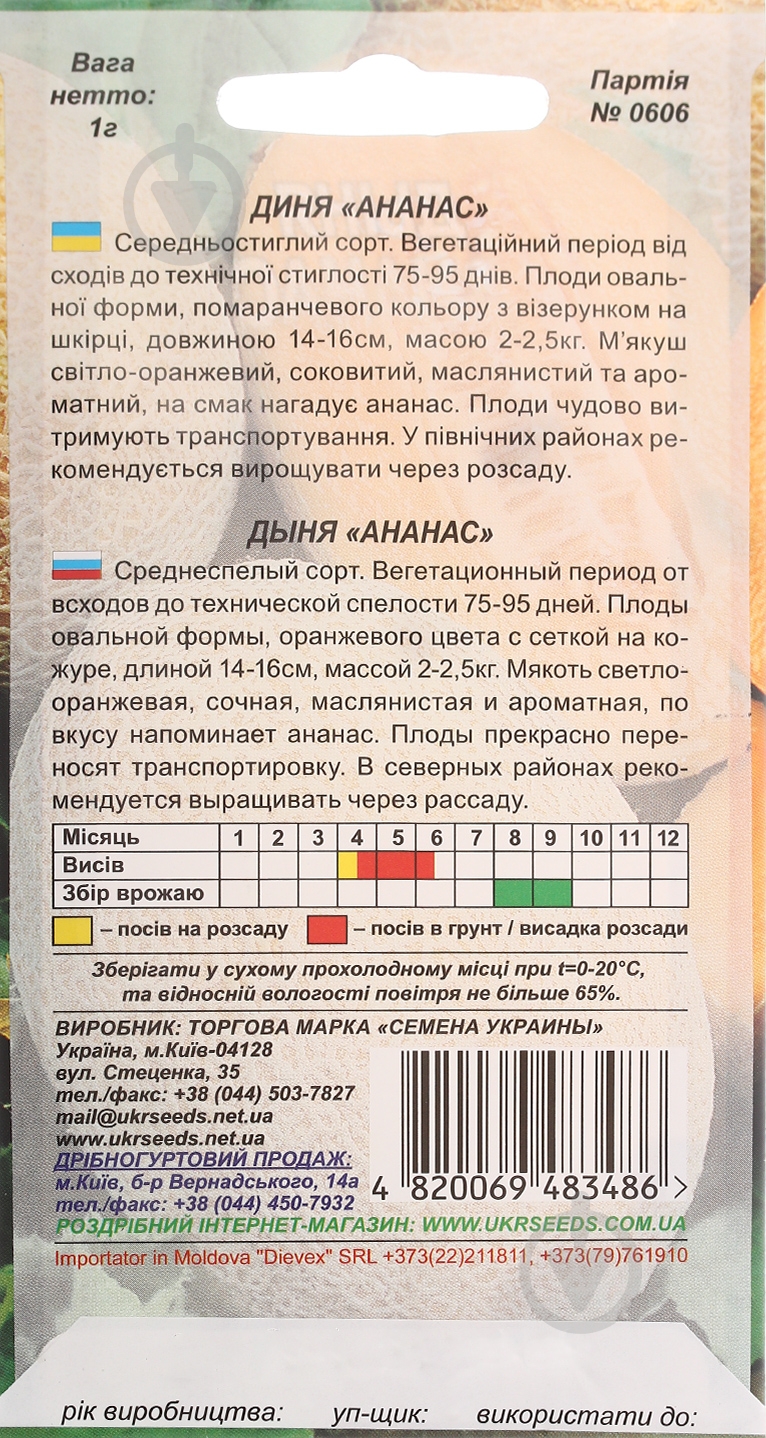 Вага
нетто:
1г
Партія
№ 0606
ДИНЯ «АНАНАС»
Середньостиглий сорт. Вегетаційний період від
сходів до технічної стиглості 75-95 днів. Плоди оваль-
ної форми, помаранчевого кольору з візерунком на
шкірці, довжиною 14-16см, масою 2-2,5кг. М’якуш
світло-оранжевий, соковитий, маслянистий та аро-
матний, на смак нагадує ананас. Плоди чудово ви-
тримують транспортування. У північних районах ре-
комендується вирощувати через розсаду.
ДЫНЯ «АНАНАС»
Среднеспелый сорт. Вегетационный период от
всходов до технической спелости 75-95 дней. Плоды
овальной формы, оранжевого цвета с сеткой на ко-
журе, длиной 14-16см, массой 2-2,5кг. Мякоть светло-
оранжевая, сочная, маслянистая и ароматная, по
вкусу напоминает ананас. Плоды прекрасно пере-
носят транспортировку. В северных районах реко-
мендуется выращивать через рассаду.
Місяць 1 2 3 4 5 6 7 8 9 10 11 12
Висів
Збір врожаю
– посів на розсаду – посів в грунт / висадка розсади
Зберігати у сухому прохолодному місці при t=0-20°C,
та відносній вологості повітря не більше 65%.
ВИРОБНИК: ТОРГОВА МАРКА «СЕМЕНА УКРАИНЫ»
Україна, м.Київ-04128
вул. Стеценка, 35
тел./факс: +38 (044) 503-7827
mail@ukrseeds.net.ua
www.ukrseeds.net.ua
ДРІБНОГУРТОВИЙ ПРОДАЖ:
м.Київ, б-р Вернадського, 14а
тел./факс: +38 (044) 450-7932
4 820069 483486 >
РОЗДРІБНИЙ ІНТЕРНЕТ-МАГАЗИН: WWW.UKRSEEDS.COM.UA
Importator in Moldova "Dievex" SRL +373(22)211811, +373(79)761910
рік виробництва: уп-щик: використати до: